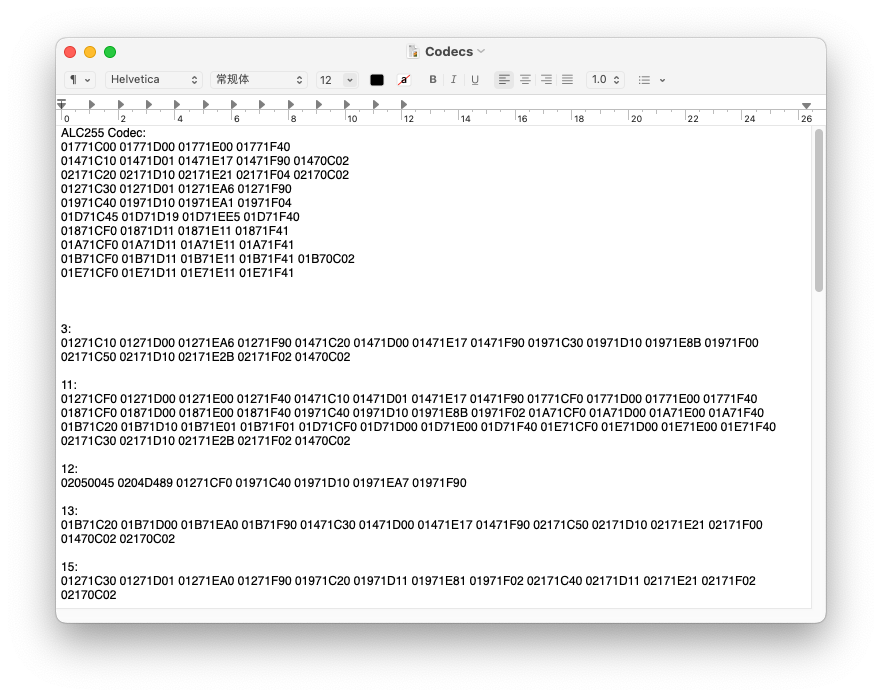 Codecs
¶ Helvetica 常规体 12 a B I U 1.0
0 2 4 6 8 10 12 14 16 18 20 22 24 26
ALC255 Codec:
01771C00 01771D00 01771E00 01771F40
01471C10 01471D01 01471E17 01471F90 01470C02
02171C20 02171D10 02171E21 02171F04 02170C02
01271C30 01271D01 01271EA6 01271F90
01971C40 01971D10 01971EA1 01971F04
01D71C45 01D71D19 01D71EE5 01D71F40
01871CF0 01871D11 01871E11 01871F41
01A71CF0 01A71D11 01A71E11 01A71F41
01B71CF0 01B71D11 01B71E11 01B71F41 01B70C02
01E71CF0 01E71D11 01E71E11 01E71F41
3:
01271C10 01271D00 01271EA6 01271F90 01471C20 01471D00 01471E17 01471F90 01971C30 01971D10 01971E8B 01971F00
02171C50 02171D10 02171E2B 02171F02 01470C02
11:
01271CF0 01271D00 01271E00 01271F40 01471C10 01471D01 01471E17 01471F90 01771CF0 01771D00 01771E00 01771F40
01871CF0 01871D00 01871E00 01871F40 01971C40 01971D10 01971E8B 01971F02 01A71CF0 01A71D00 01A71E00 01A71F40
01B71C20 01B71D10 01B71E01 01B71F01 01D71CF0 01D71D00 01D71E00 01D71F40 01E71CF0 01E71D00 01E71E00 01E71F40
02171C30 02171D10 02171E2B 02171F02 01470C02
12:
02050045 0204D489 01271CF0 01971C40 01971D10 01971EA7 01971F90
13:
01B71C20 01B71D00 01B71EA0 01B71F90 01471C30 01471D00 01471E17 01471F90 02171C50 02171D10 02171E21 02171F00
01470C02 02170C02
15:
01271C30 01271D01 01271EA0 01271F90 01971C20 01971D11 01971E81 01971F02 02171C40 02171D11 02171E21 02171F02
02170C02